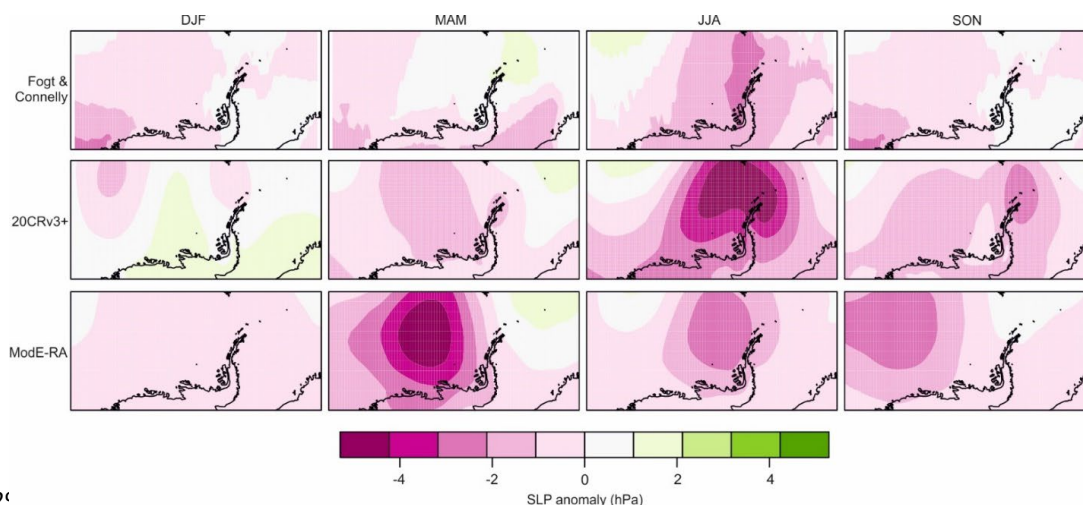 DJF MAM JJA SON
Fogt &
Connelly
20CRv3+
ModE-RA
-4 -2 0 2 4
SLP anomaly (hPa)